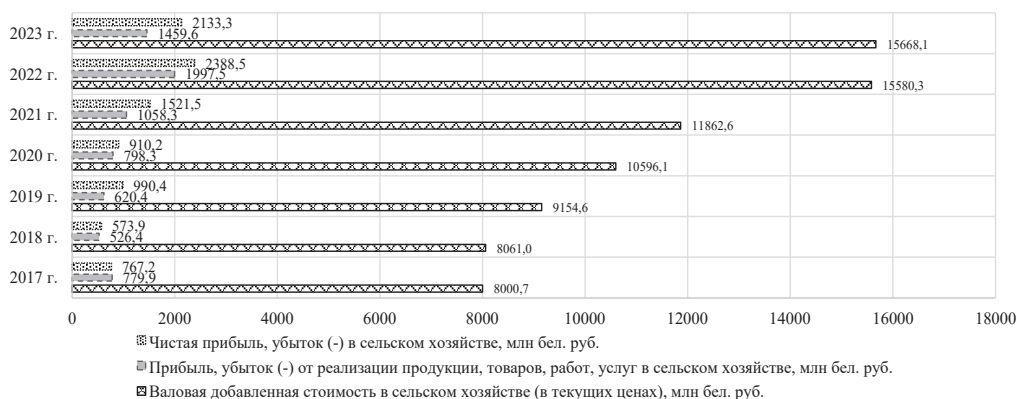 2023 г.
2133,3
1459,6
15668,1
2022 г.
2388,5
1997,5
15580,3
2021 г.
1521,5
1058,3
11862,6
2020 г.
910,2
798,3
10596,1
2019 г.
990,4
620,4
9154,6
2018 г.
573,9
526,4
8061,0
2017 г.
767,2
779,9
8000,7
0 2000 4000 6000 8000 10000 12000 14000 16000 18000
Чистая прибыль, убыток (-) в сельском хозяйстве, млн бел. руб.
Прибыль, убыток (-) от реализации продукции, товаров, работ, услуг в сельском хозяйстве, млн бел. руб.
Валовая добавленная стоимость в сельском хозяйстве (в текущих ценах), млн бел. руб.